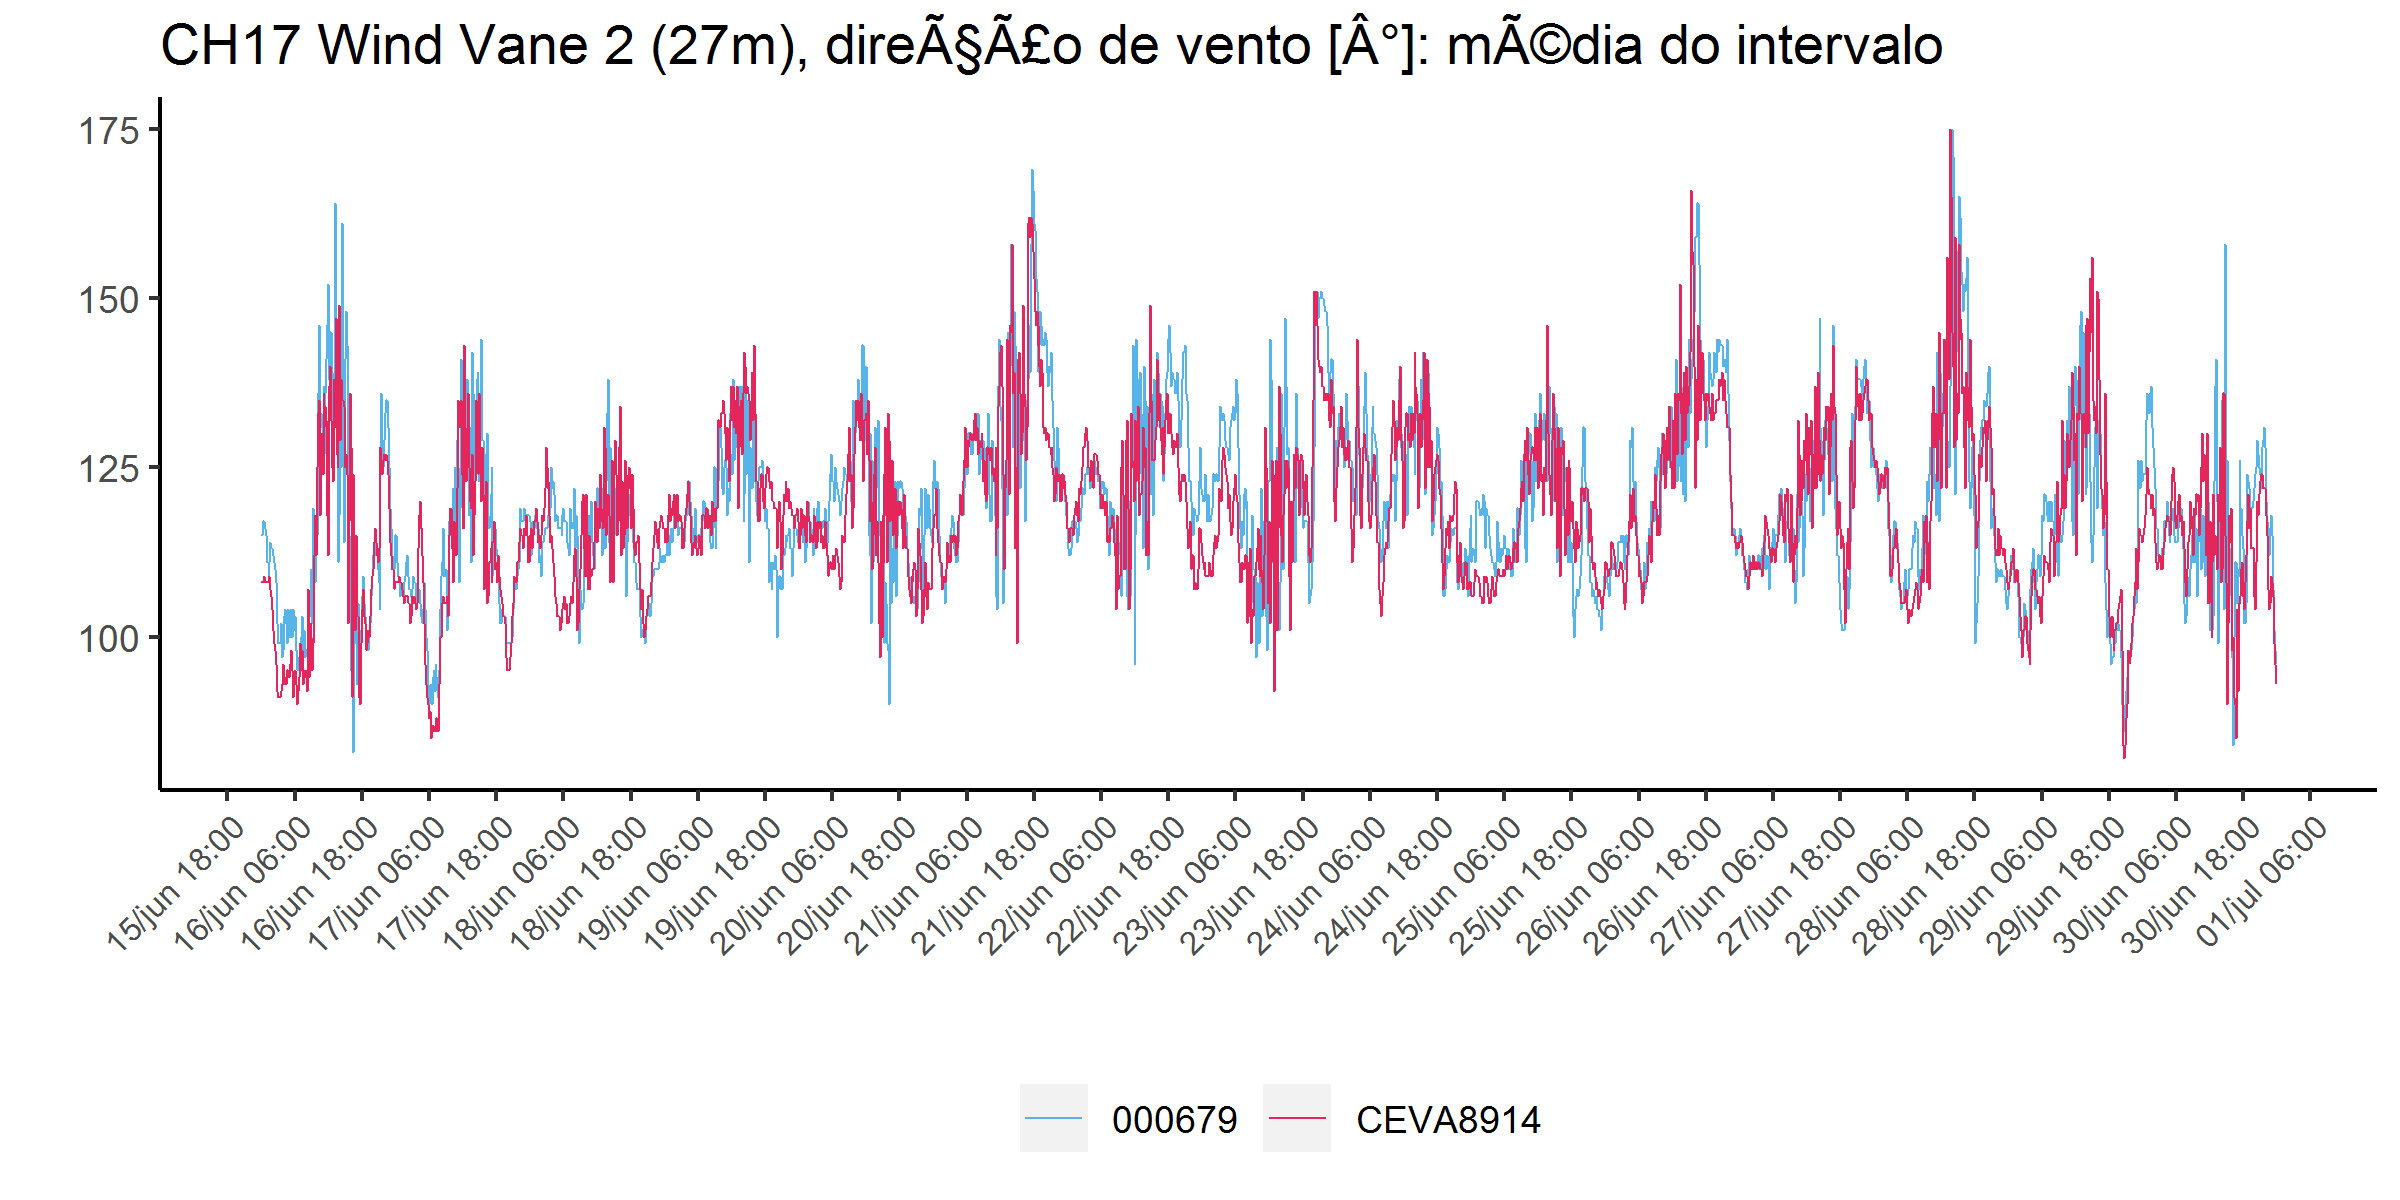 CH17 Wind Vane 2 (27m), direÃ§Ã£o de vento [Â°]: mÃ©dia do intervalo
175
150
125
100
15/jun 18:00
16/jun 06:00
16/jun 18:00
17/jun 06:00
17/jun 18:00
18/jun 06:00
18/jun 18:00
19/jun 06:00
19/jun 18:00
20/jun 06:00
20/jun 18:00
21/jun 06:00
21/jun 18:00
22/jun 06:00
22/jun 18:00
23/jun 06:00
23/jun 18:00
24/jun 06:00
24/jun 18:00
25/jun 06:00
25/jun 18:00
26/jun 06:00
26/jun 18:00
27/jun 06:00
27/jun 18:00
28/jun 06:00
28/jun 18:00
29/jun 06:00
29/jun 18:00
30/jun 06:00
30/jun 18:00
01/jul 06:00
000679
CEVA8914